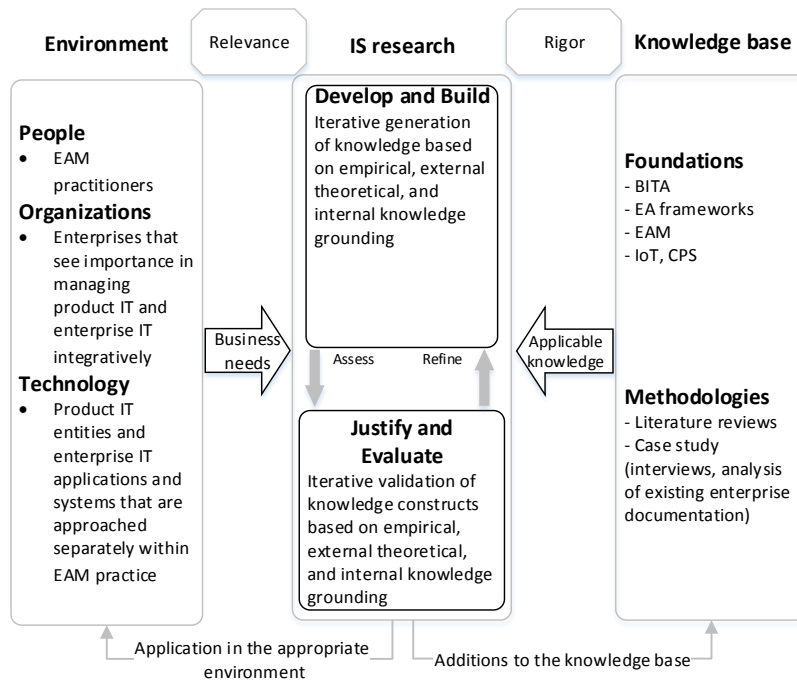 Environment
Relevance
IS research
Rigor
Knowledge base
People
• EAM
practitioners
Organizations
• Enterprises that
see importance in
managing
product IT and
enterprise IT
integratively
Technology
• Product IT
entities and
enterprise IT
applications and
systems that are
approached
separately within
EAM practice
Business
needs
Develop and Build
Iterative generation
of knowledge based
on empirical, external
theoretical, and
internal knowledge
grounding
Assess
Refine
Justify and
Evaluate
Iterative validation of
knowledge constructs
based on empirical,
external theoretical,
and internal knowledge
grounding
Applicable
knowledge
Foundations
- BITA
- EA frameworks
- EAM
- IoT, CPS
Methodologies
- Literature reviews
- Case study
(interviews, analysis
of existing enterprise
documentation)
Application in the appropriate
environment
Additions to the knowledge base